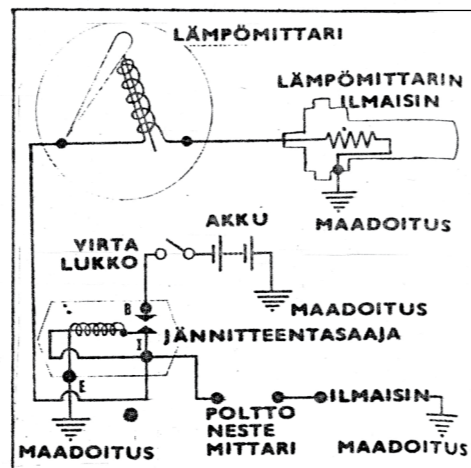 LÄMPÖMITTARI
LÄMPÖMITTARIN
ILMAISIN
MAADOITUS
AKKU
VIRTA
LUKKO
MAADOITUS
B
JÄNNITTEENTASAAJA
I
E
ILMAISIN
POLTTO
NESTE
MITTARI
MAADOITUS
MAADOITUS